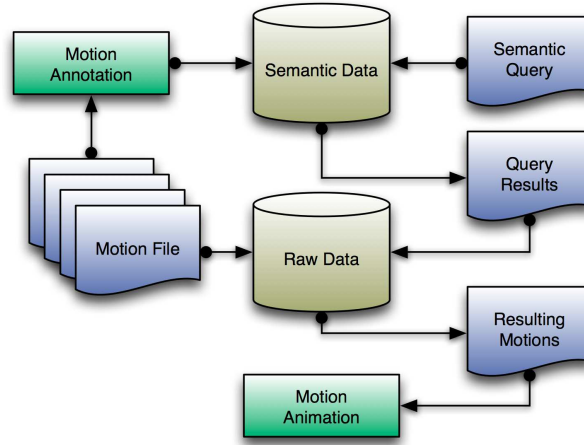 Motion
Annotation
Semantic Data
Semantic
Query
Query
Results
Motion File
Raw Data
Resulting
Motions
Motion
Animation